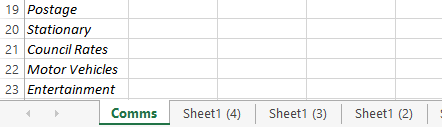 19 Postage
20 Stationary
21 Council Rates
22 Motor Vehicles
23 Entertainment
Comms Sheet1 (4) Sheet1 (3) Sheet1 (2)